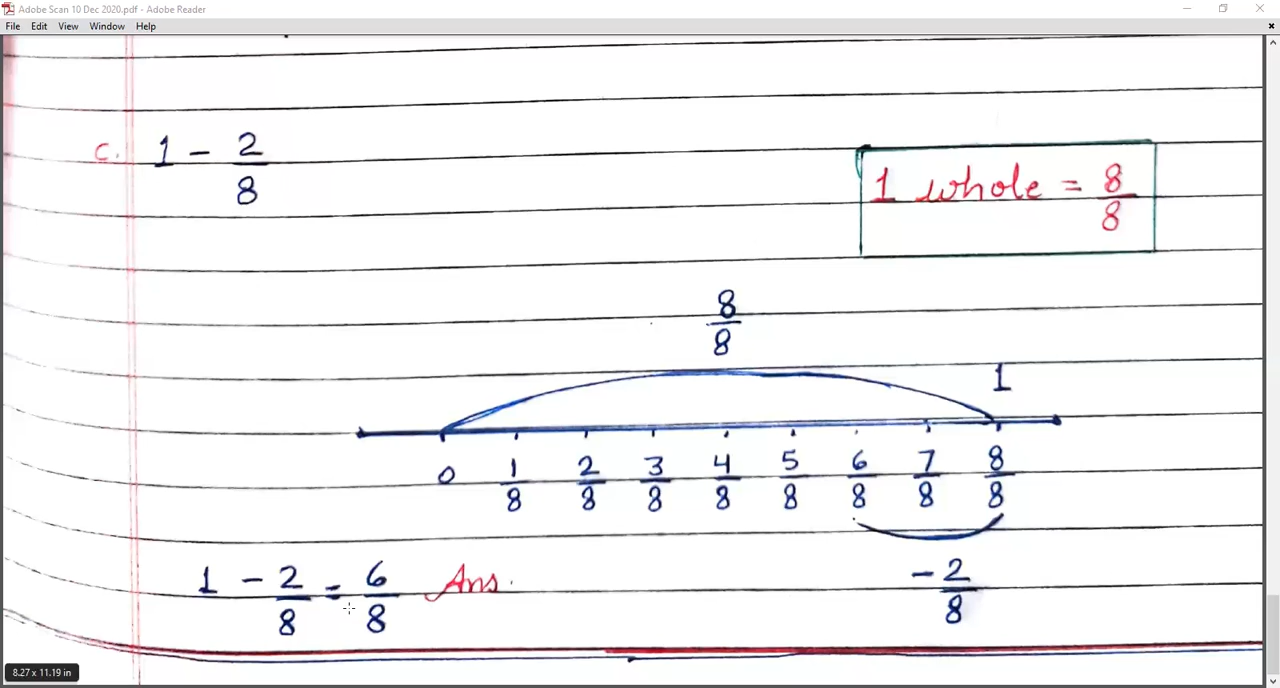 Adobe Scan 10 Dec 2020.pdf - Adobe Reader
File Edit View Window Help
c. 1 - 2/8
1 whole = 8/8
8/8
1
0 1/8 2/8 3/8 4/8 5/8 6/8 7/8 8/8
- 2/8
1 - 2/8 = 6/8 Ans.
8.27 x 11.19 in